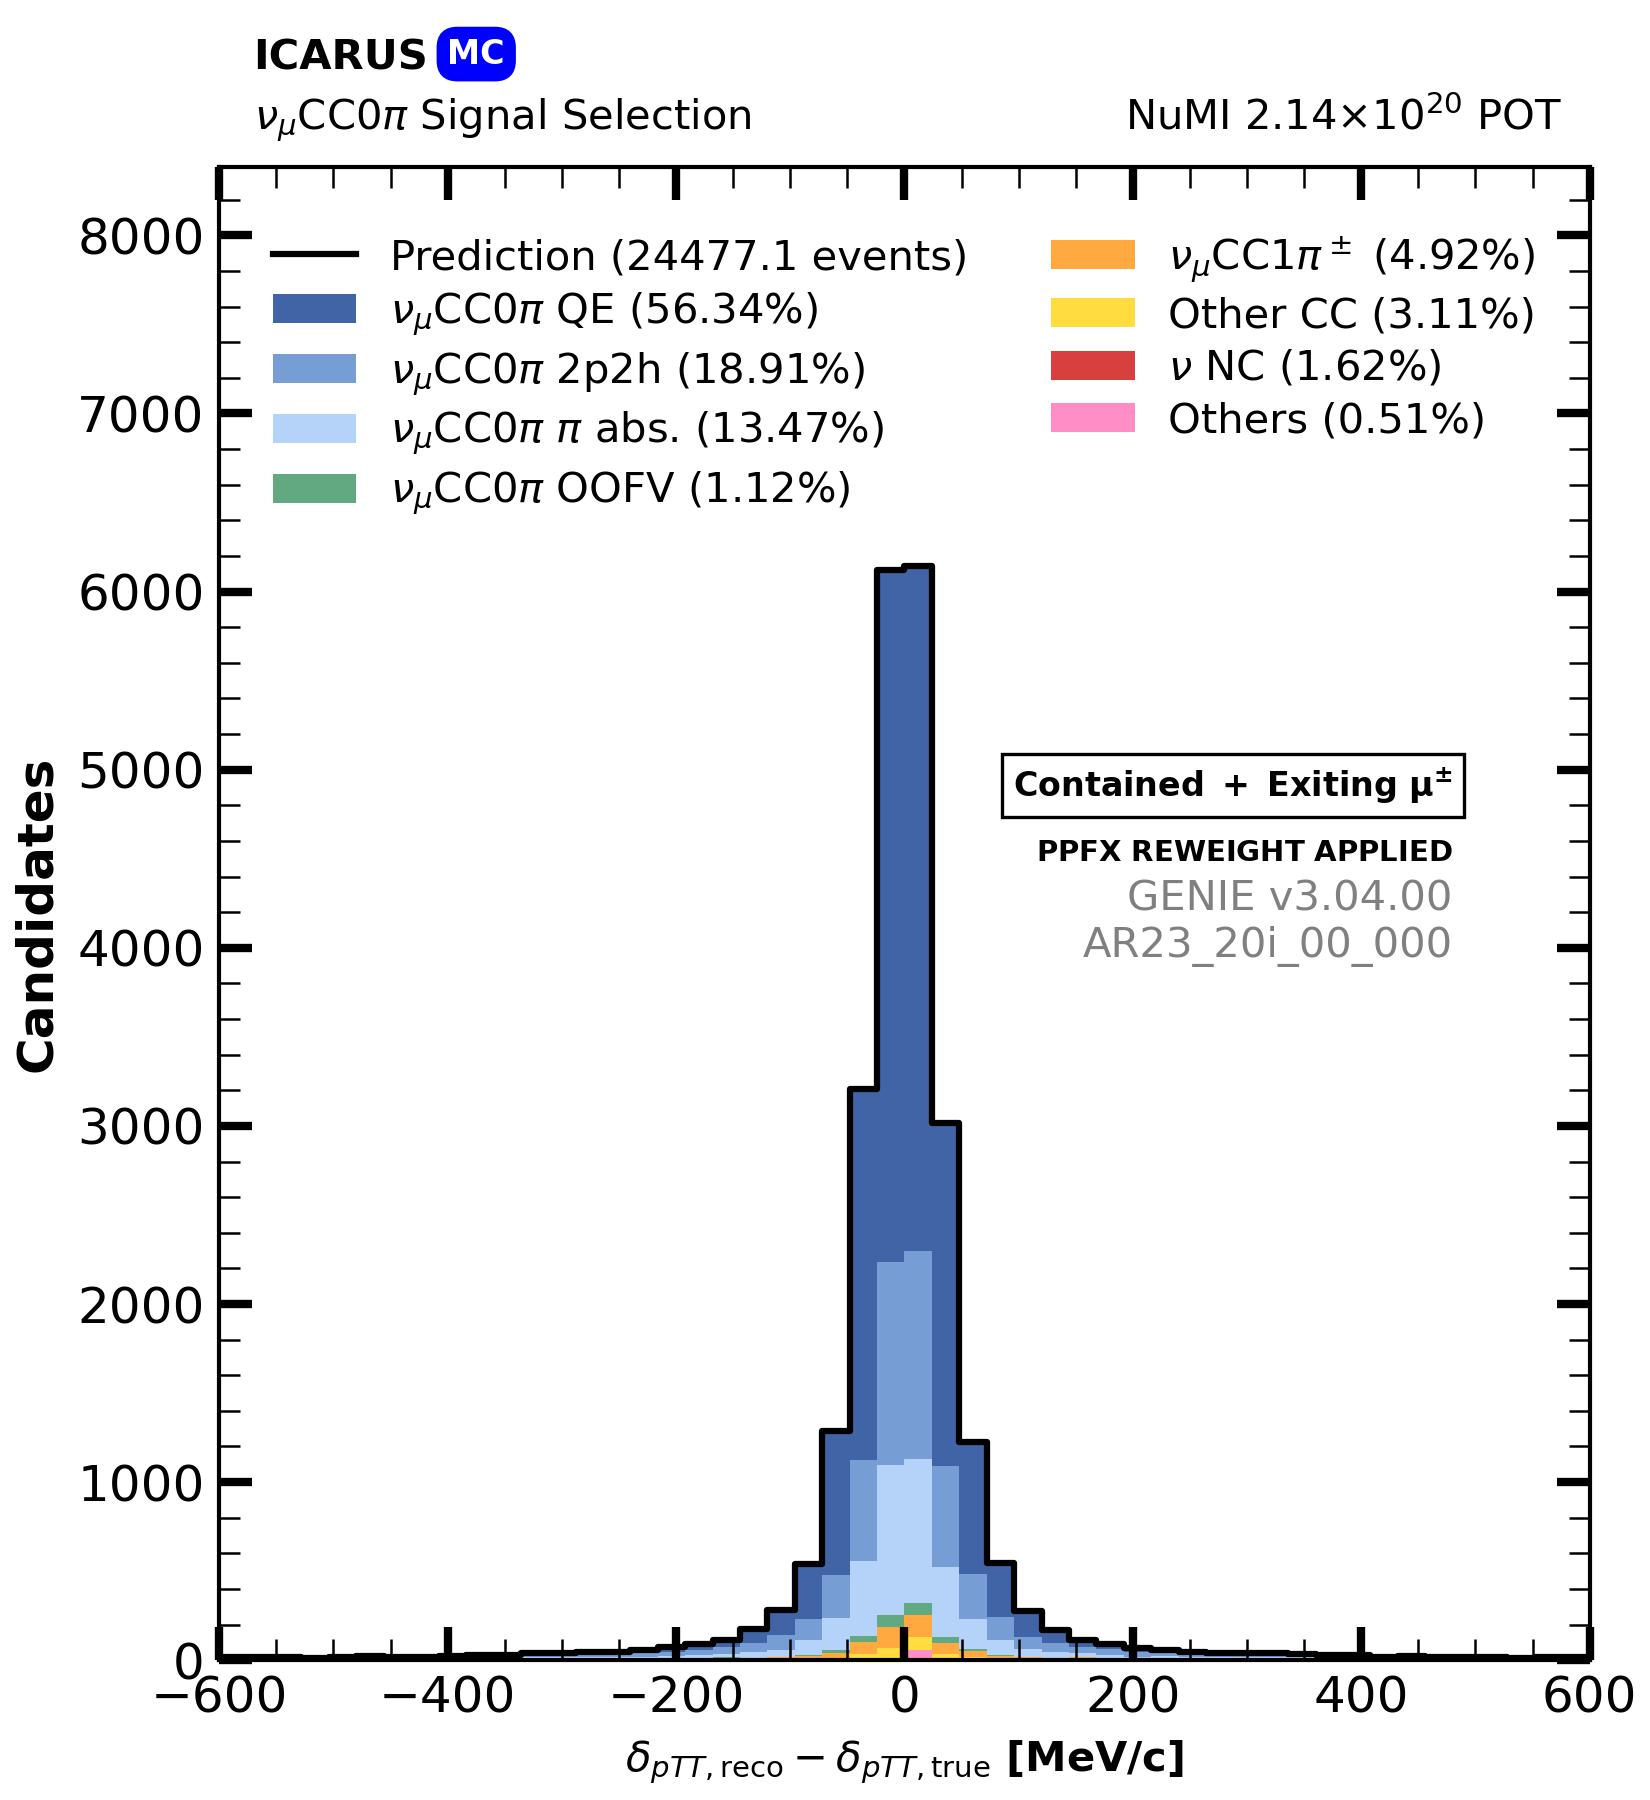 ICARUS MC
νμCC0π Signal Selection
NuMI 2.14×10²⁰ POT
Prediction (24477.1 events)
νμCC0π QE (56.34%)
νμCC0π 2p2h (18.91%)
νμCC0π π abs. (13.47%)
νμCC0π OOFV (1.12%)
νμCC1π± (4.92%)
Other CC (3.11%)
ν NC (1.62%)
Others (0.51%)
Contained + Exiting μ±
PPFX REWEIGHT APPLIED
GENIE v3.04.00
AR23_20i_00_000
Candidates
8000
7000
6000
5000
4000
3000
2000
1000
0
−600 −400 −200 0 200 400 600
δpTT,reco − δpTT,true [MeV/c]